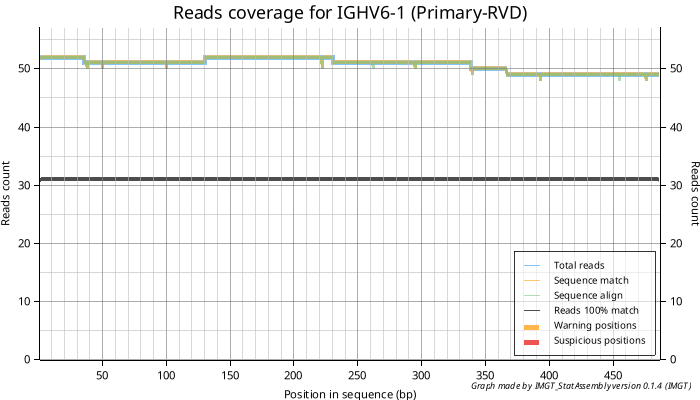 Reads coverage for IGHV6-1 (Primary-RVD)
Reads count
50
40
30
20
10
0
50
40
30
20
10
0
Reads count
Total reads
Sequence match
Sequence align
Reads 100% match
Warning positions
Suspicious positions
50 100 150 200 250 300 350 400 450
Position in sequence (bp)
Graph made by IMGT_StatAssembly version 0.1.4 (IMGT)